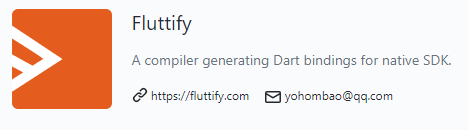 Fluttify
A compiler generating Dart bindings for native SDK.
https://fluttify.com yohombao@qq.com